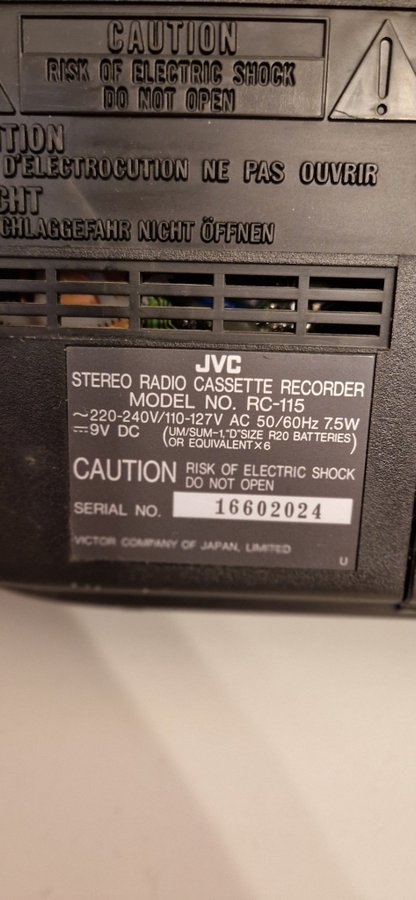 CAUTION
RISK OF ELECTRIC SHOCK
DO NOT OPEN
D'ELECTROCUTION NE PAS OUVRIR
NICHT ÖFFNEN
JVC
STEREO RADIO CASSETTE RECORDER
MODEL NO. RC-115
~220-240V/110-127V AC 50/60Hz 7.5W
⎓9V DC (UM/SUM-1, "D"SIZE R20 BATTERIES
OR EQUIVALENT×6)
CAUTION RISK OF ELECTRIC SHOCK
DO NOT OPEN
SERIAL NO. 16602024
VICTOR COMPANY OF JAPAN, LIMITED
U